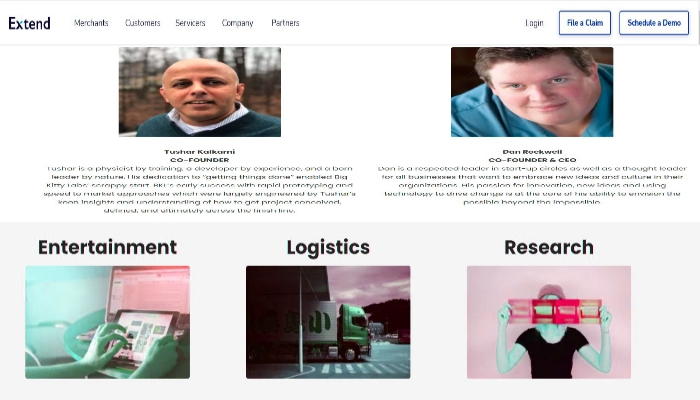 Extend
Merchants
Customers
Servicers
Company
Partners
Login
File a Claim
Schedule a Demo
Tushar Kalkarni
CO-FOUNDER
Tushar is a physicist by training, a developer by experience, and a born
leader by nature. His dedication to "getting things done" enabled Big
Kitty Labs' scrappy start. BKL's early success with rapid prototyping and
speed to market approaches which were largely engineered by Tushar's
keen insights and understanding of how to get project conceived,
defined, and ultimately across the finish line.
Dan Rockwell
CO-FOUNDER & CEO
Dan is a respected leader in start-up circles as well as a thought leader
for all businesses that want to embrace new ideas and culture in their
organizations. His passion for innovation, new ideas and using
technology to drive change is at the core of his ability to envision the
possible beyond the impossible.
Entertainment
Logistics
Research